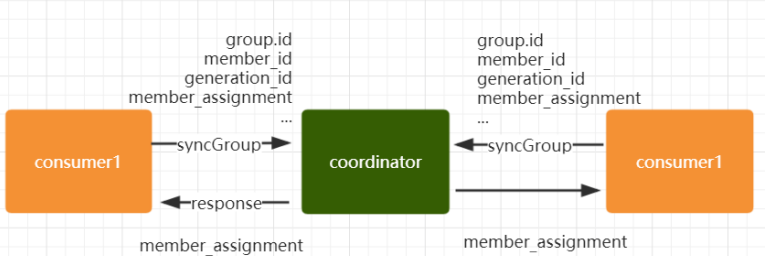 group.id
member_id
generation_id
member_assignment
...
group.id
member_id
generation_id
member_assignment
...
consumer1
syncGroup
coordinator
syncGroup
consumer1
response
member_assignment
member_assignment